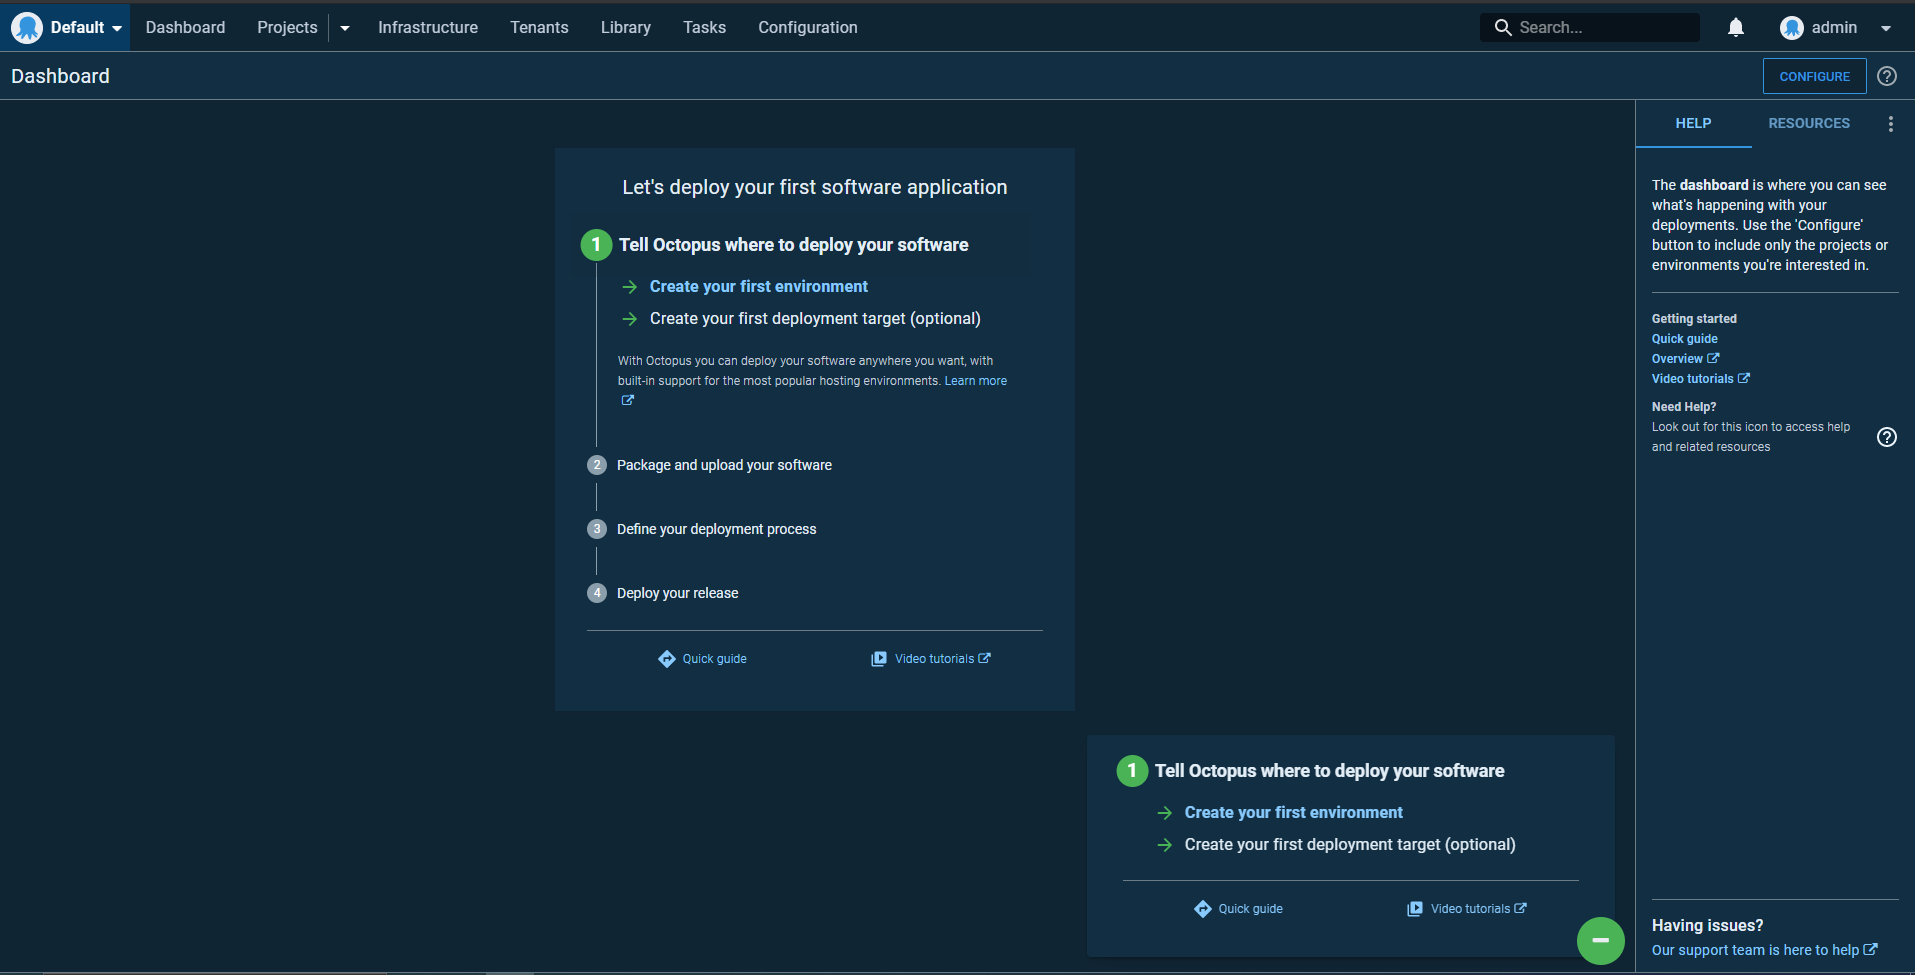 Default
Dashboard
Projects
Infrastructure
Tenants
Library
Tasks
Configuration
Search...
admin
Dashboard
CONFIGURE
Let's deploy your first software application
1 Tell Octopus where to deploy your software
Create your first environment
Create your first deployment target (optional)
With Octopus you can deploy your software anywhere you want, with
built-in support for the most popular hosting environments. Learn more
2 Package and upload your software
3 Define your deployment process
4 Deploy your release
Quick guide
Video tutorials
1 Tell Octopus where to deploy your software
Create your first environment
Create your first deployment target (optional)
Quick guide
Video tutorials
HELP
RESOURCES
The dashboard is where you can see
what's happening with your
deployments. Use the 'Configure'
button to include only the projects or
environments you're interested in.
Getting started
Quick guide
Overview
Video tutorials
Need Help?
Look out for this icon to access help
and related resources
Having issues?
Our support team is here to help